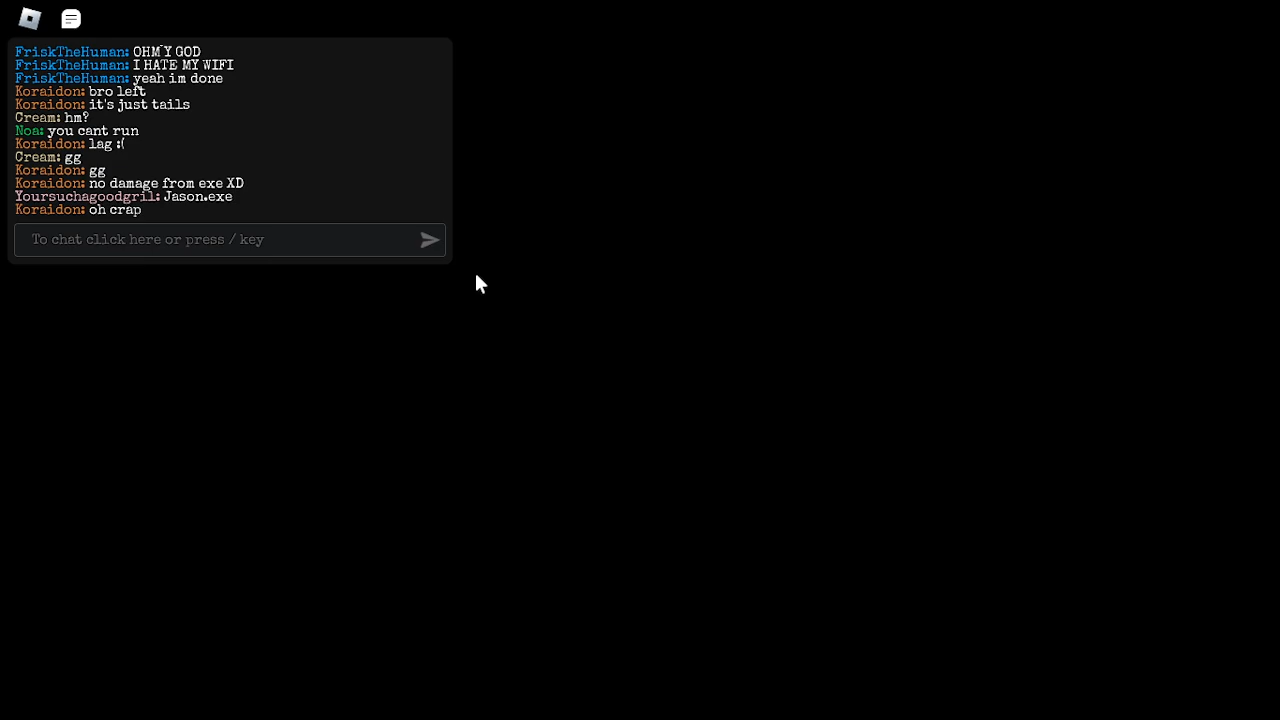 FriskTheHuman: OHM Y GOD
FriskTheHuman: I HATE MY WIFI
FriskTheHuman: yeah im done
Koraidon: bro left
Koraidon: it's just tails
Cream: hm?
Noa: you cant run
Koraidon: lag :(
Cream: gg
Koraidon: gg
Koraidon: no damage from exe XD
Yoursuchagoodgril: Jason.exe
Koraidon: oh crap
To chat click here or press / key